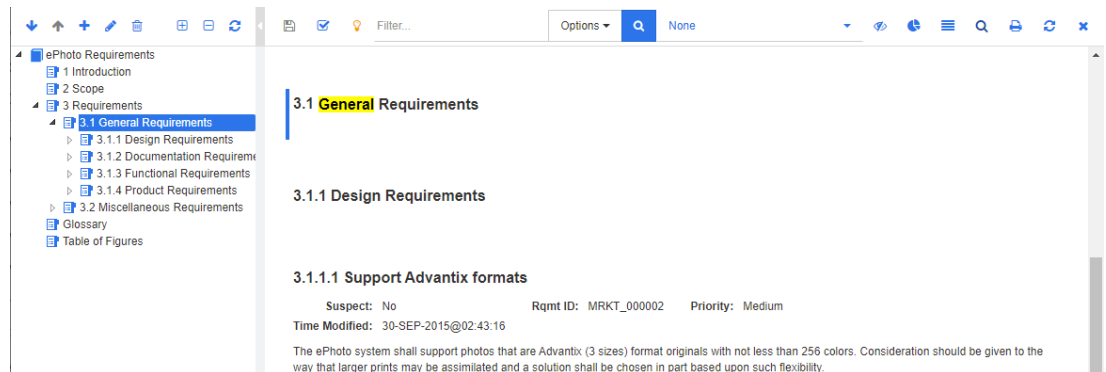 Filter...
Options
None
ePhoto Requirements
1 Introduction
2 Scope
3 Requirements
3.1 General Requirements
3.1.1 Design Requirements
3.1.2 Documentation Requireme
3.1.3 Functional Requirements
3.1.4 Product Requirements
3.2 Miscellaneous Requirements
Glossary
Table of Figures
3.1 General Requirements
3.1.1 Design Requirements
3.1.1.1 Support Advantix formats
Suspect: No Rqmt ID: MRKT_000002 Priority: Medium
Time Modified: 30-SEP-2015@02:43:16
The ePhoto system shall support photos that are Advantix (3 sizes) format originals with not less than 256 colors. Consideration should be given to the
way that larger prints may be assimilated and a solution shall be chosen in part based upon such flexibility.